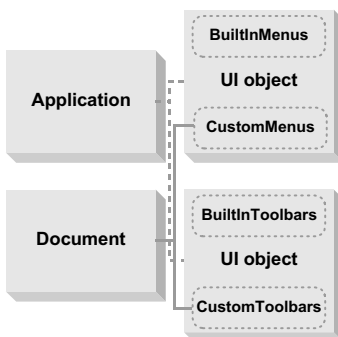 BuiltInMenus
UI object
Application
CustomMenus
BuiltInToolbars
Document
UI object
CustomToolbars